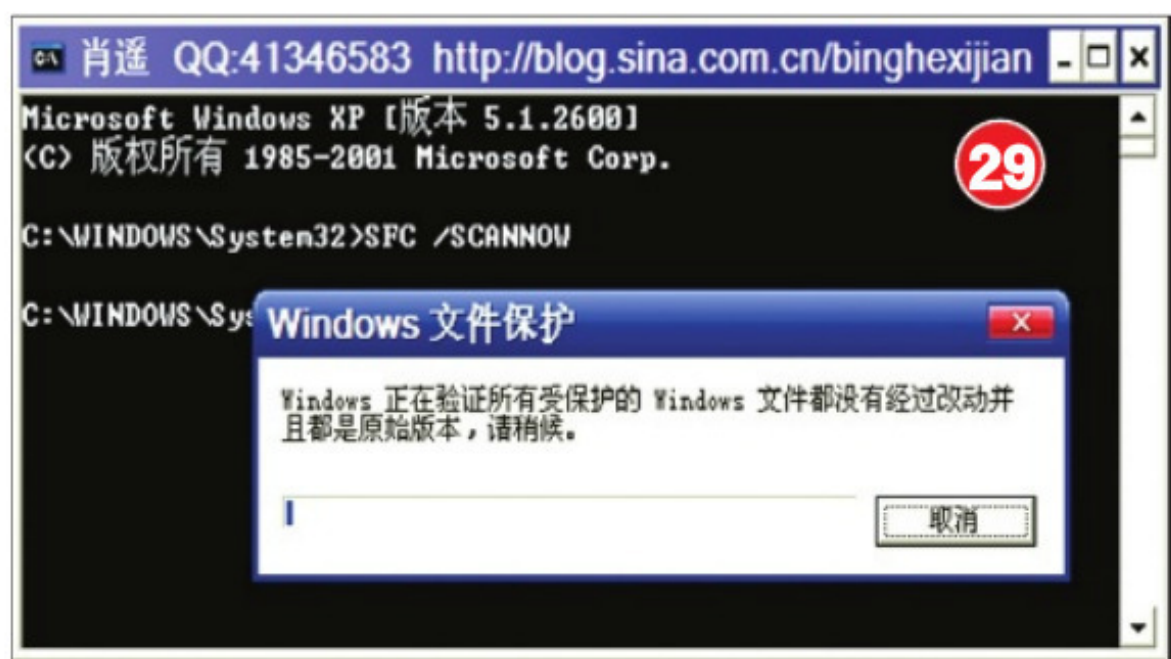 肖遥 QQ:41346583 http://blog.sina.com.cn/binghexijian
Microsoft Windows XP [版本 5.1.2600]
(C) 版权所有 1985-2001 Microsoft Corp.
29
C:\WINDOWS\System32>SFC /SCANNOW
C:\WINDOWS\Sys
Windows 文件保护
Windows 正在验证所有受保护的 Windows 文件都没有经过改动并
且都是原始版本，请稍候。
取消